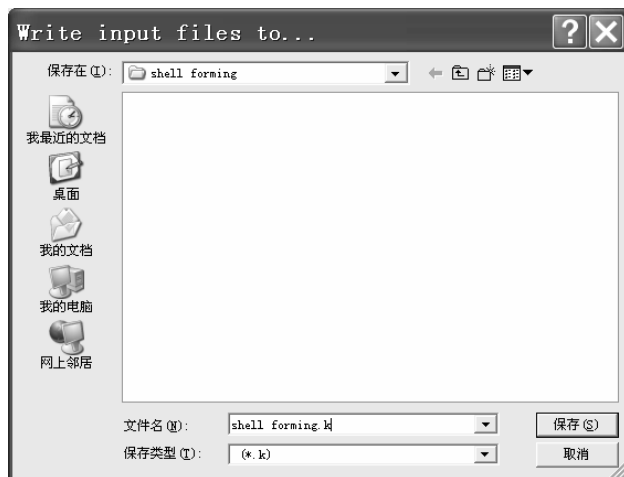 Write input files to...
保存在(I):
shell forming
我最近的文档
桌面
我的文档
我的电脑
网上邻居
文件名(N):
shell forming.k
保存(S)
保存类型(T):
(*.k)
取消